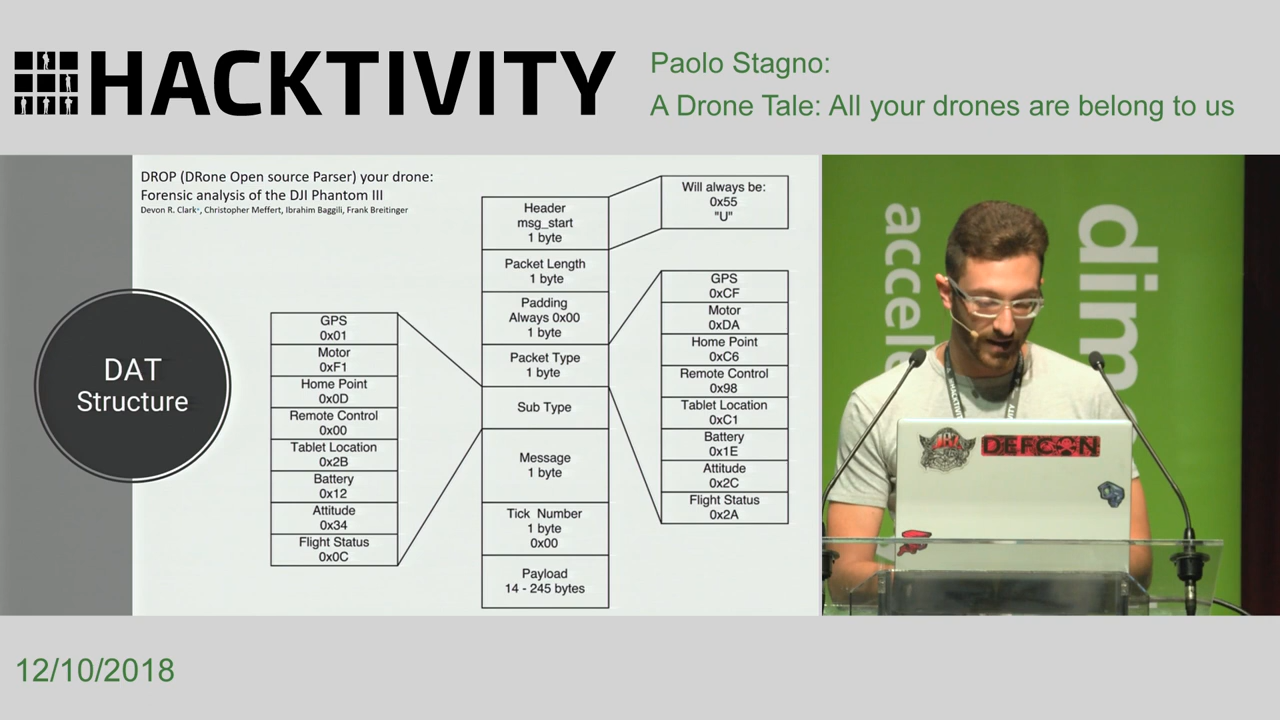 HACKTIVITY
Paolo Stagno:
A Drone Tale: All your drones are belong to us
DROP (DRone Open source Parser) your drone:
Forensic analysis of the DJI Phantom III
Devon R. Clark*, Christopher Meffert, Ibrahim Baggili, Frank Breitinger
DAT
Structure
GPS
0x01
Motor
0xF1
Home Point
0x0D
Remote Control
0x00
Tablet Location
0x2B
Battery
0x12
Attitude
0x34
Flight Status
0x0C
Header
msg_start
1 byte
Packet Length
1 byte
Padding
Always 0x00
1 byte
Packet Type
1 byte
Sub Type
Message
1 byte
Tick Number
1 byte
0x00
Payload
14 - 245 bytes
Will always be:
0x55
"U"
GPS
0xCF
Motor
0xDA
Home Point
0xC6
Remote Control
0x98
Tablet Location
0xC1
Battery
0x1E
Attitude
0x2C
Flight Status
0x2A
accele
dim
DEFCON
12/10/2018